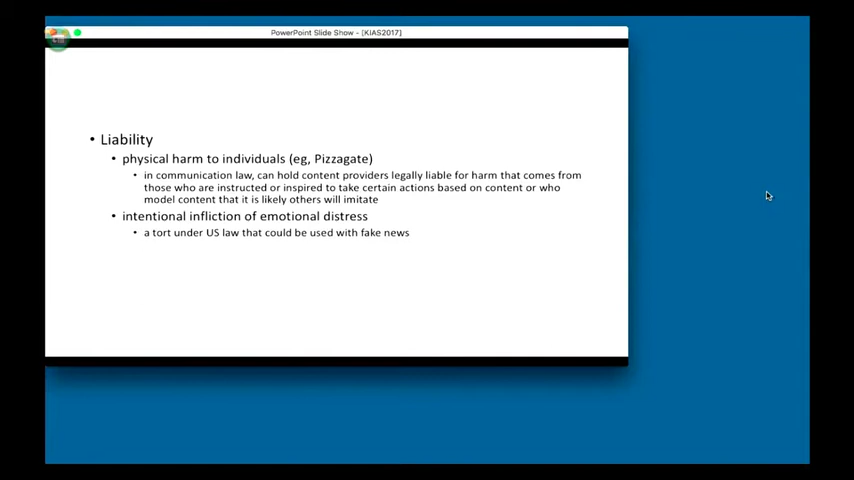 PowerPoint Slide Show - [KIAS2017]
• Liability
• physical harm to individuals (eg, Pizzagate)
• in communication law, can hold content providers legally liable for harm that comes from
those who are instructed or inspired to take certain actions based on content or who
model content that it is likely others will imitate
• intentional infliction of emotional distress
• a tort under US law that could be used with fake news